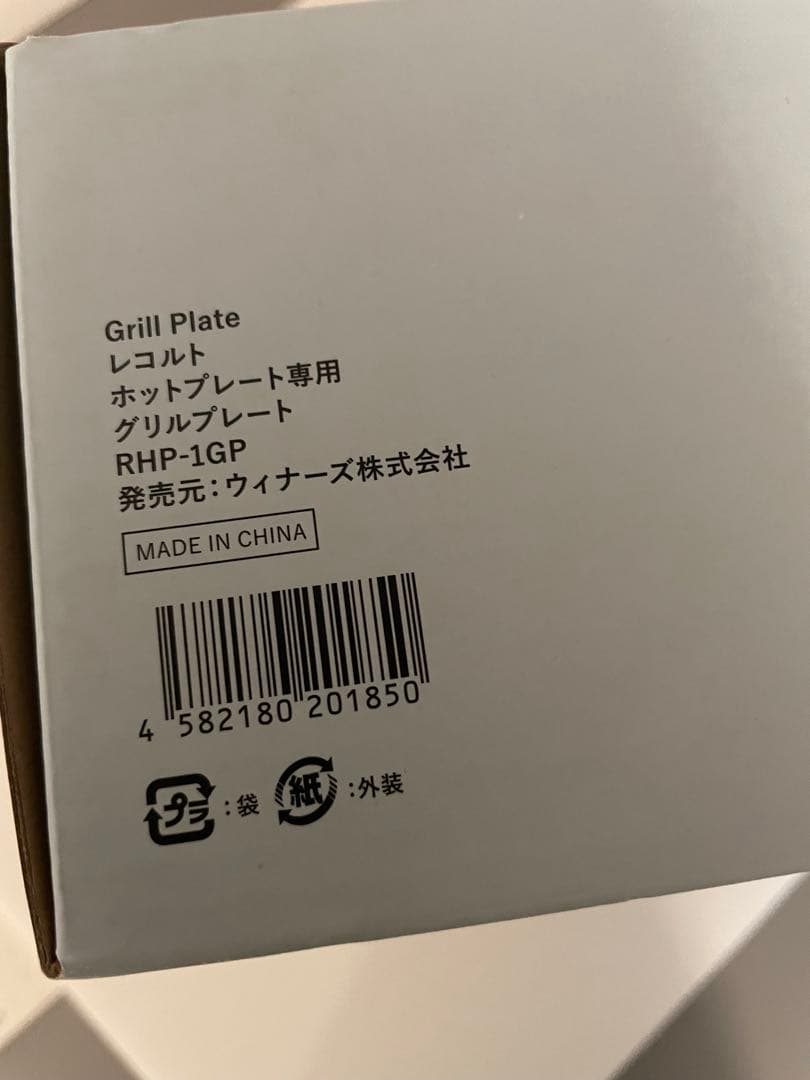 Grill Plate
レコルト
ホットプレート専用
グリルプレート
RHP-1GP
発売元：ウィナーズ株式会社
MADE IN CHINA
4 582180 201850
プラ：袋 紙：外装